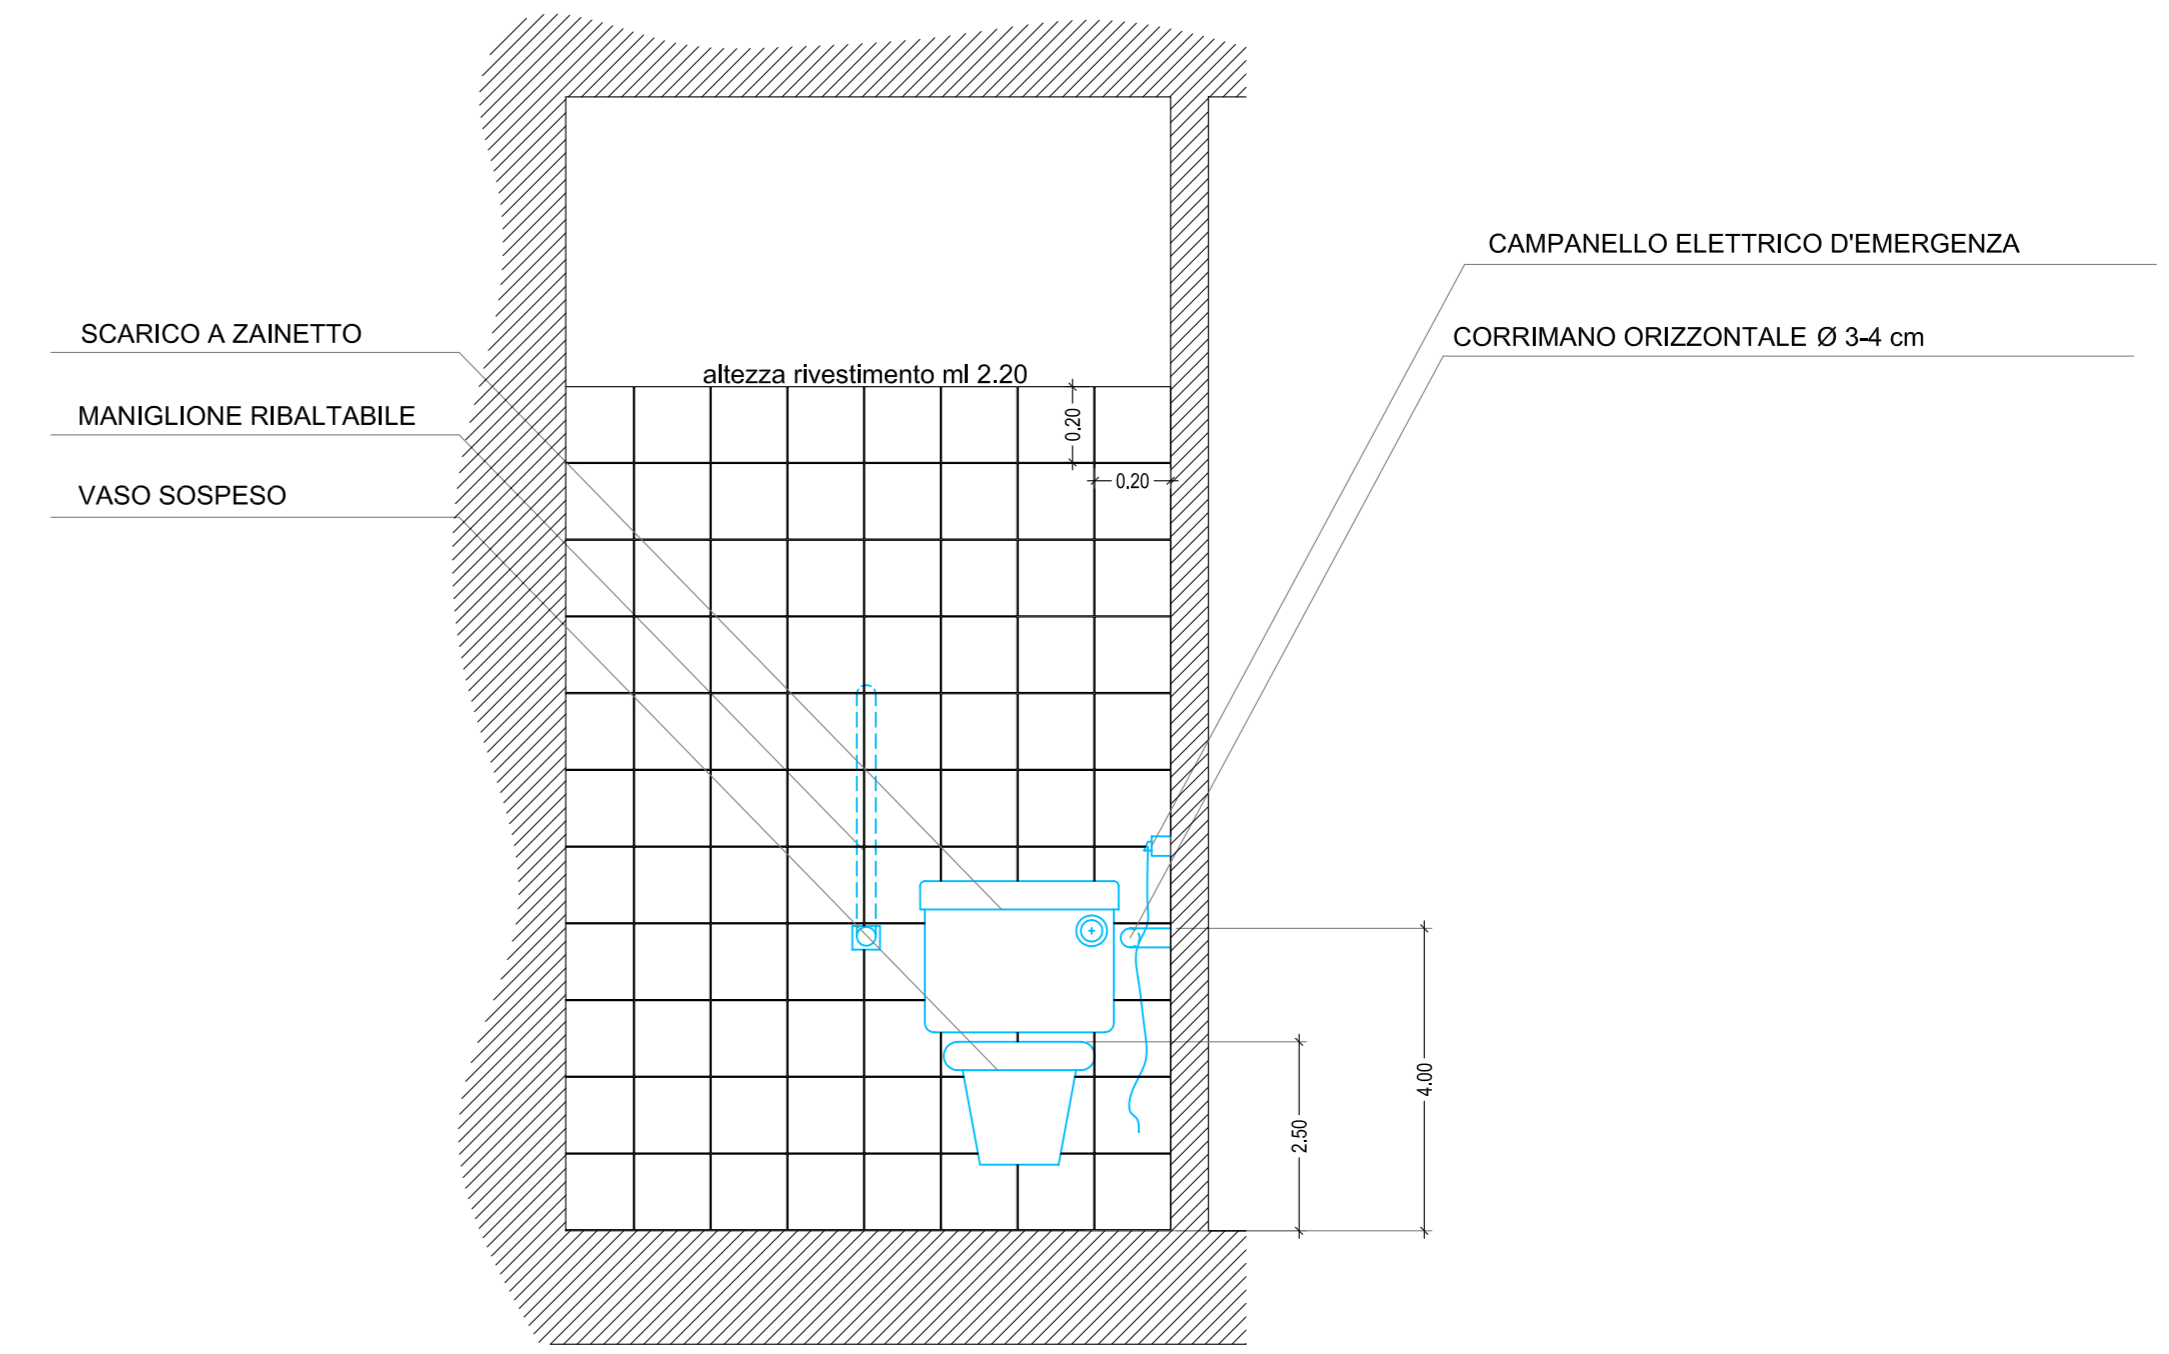 CAMPANELLO ELETTRICO D'EMERGENZA
SCARICO A ZAINETTO
CORRIMANO ORIZZONTALE Ø 3-4 cm
altezza rivestimento ml 2.20
MANIGLIONE RIBALTABILE
0.20
0.20
VASO SOSPESO
4.00
2.50